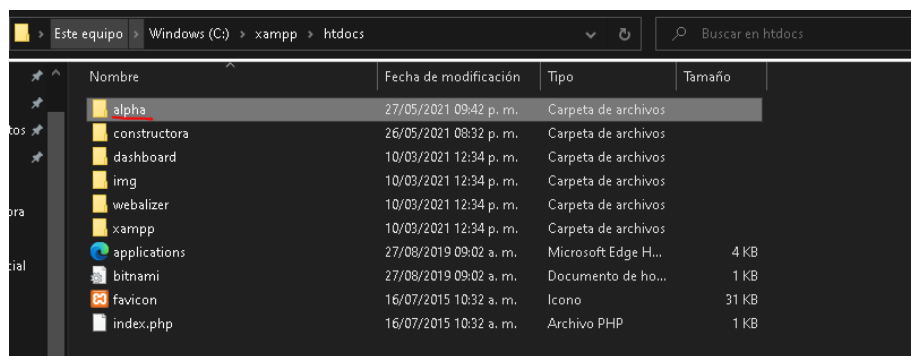 Este equipo > Windows (C:) > xampp > htdocs Buscar en htdocs
Nombre Fecha de modificación Tipo Tamaño
alpha 27/05/2021 09:42 p. m. Carpeta de archivos
tos constructora 26/05/2021 08:32 p. m. Carpeta de archivos
dashboard 10/03/2021 12:34 p. m. Carpeta de archivos
img 10/03/2021 12:34 p. m. Carpeta de archivos
ora webalizer 10/03/2021 12:34 p. m. Carpeta de archivos
xampp 10/03/2021 12:34 p. m. Carpeta de archivos
applications 27/08/2019 09:02 a. m. Microsoft Edge H... 4 KB
cial bitnami 27/08/2019 09:02 a. m. Documento de ho... 1 KB
favicon 16/07/2015 10:32 a. m. Icono 31 KB
index.php 16/07/2015 10:32 a. m. Archivo PHP 1 KB